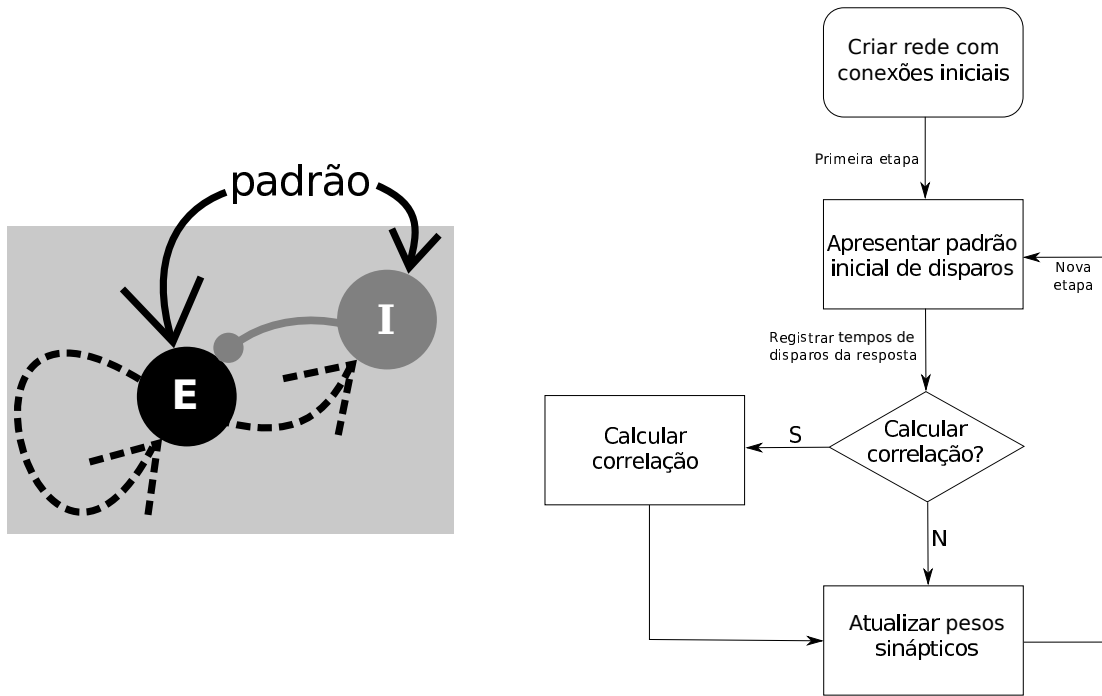 padrão
I
E
Criar rede com
conexões iniciais
Primeira etapa
Apresentar padrão
inicial de disparos
Nova
etapa
Registrar tempos de
disparos da resposta
Calcular
correlação?
S
Calcular
correlação
N
Atualizar pesos
sinápticos